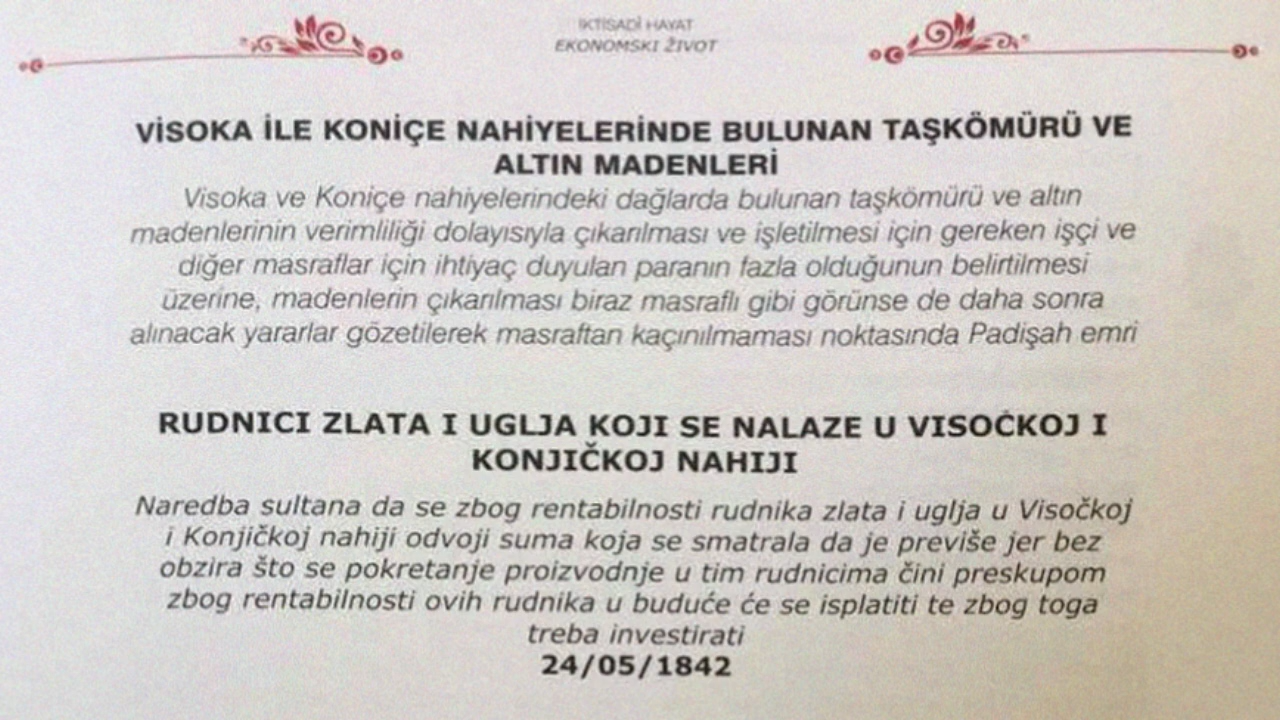 İKTİSADİ HAYAT
EKONOMSKI ŽIVOT
VİSOKA İLE KONİÇE NAHİYELERİNDE BULUNAN TAŞKÖMÜRÜ VE
ALTIN MADENLERİ
Visoka ve Koniçe nahiyelerindeki dağlarda bulunan taşkömürü ve altın
madenlerinin verimliliği dolayısıyla çıkarılması ve işletilmesi için gereken işçi ve
diğer masraflar için ihtiyaç duyulan paranın fazla olduğunun belirtilmesi
üzerine, madenlerin çıkarılması biraz masraflı gibi görünse de daha sonra
alınacak yararlar gözetilerek masraftan kaçınılmaması noktasında Padişah emri
RUDNICI ZLATA I UGLJA KOJI SE NALAZE U VISOČKOJ I
KONJIČKOJ NAHIJI
Naredba sultana da se zbog rentabilnosti rudnika zlata i uglja u Visočkoj
i Konjičkoj nahiji odvoji suma koja se smatrala da je previše jer bez
obzira što se pokretanje proizvodnje u tim rudnicima čini preskupom
zbog rentabilnosti ovih rudnika u buduće će se isplatiti te zbog toga
treba investirati
24/05/1842